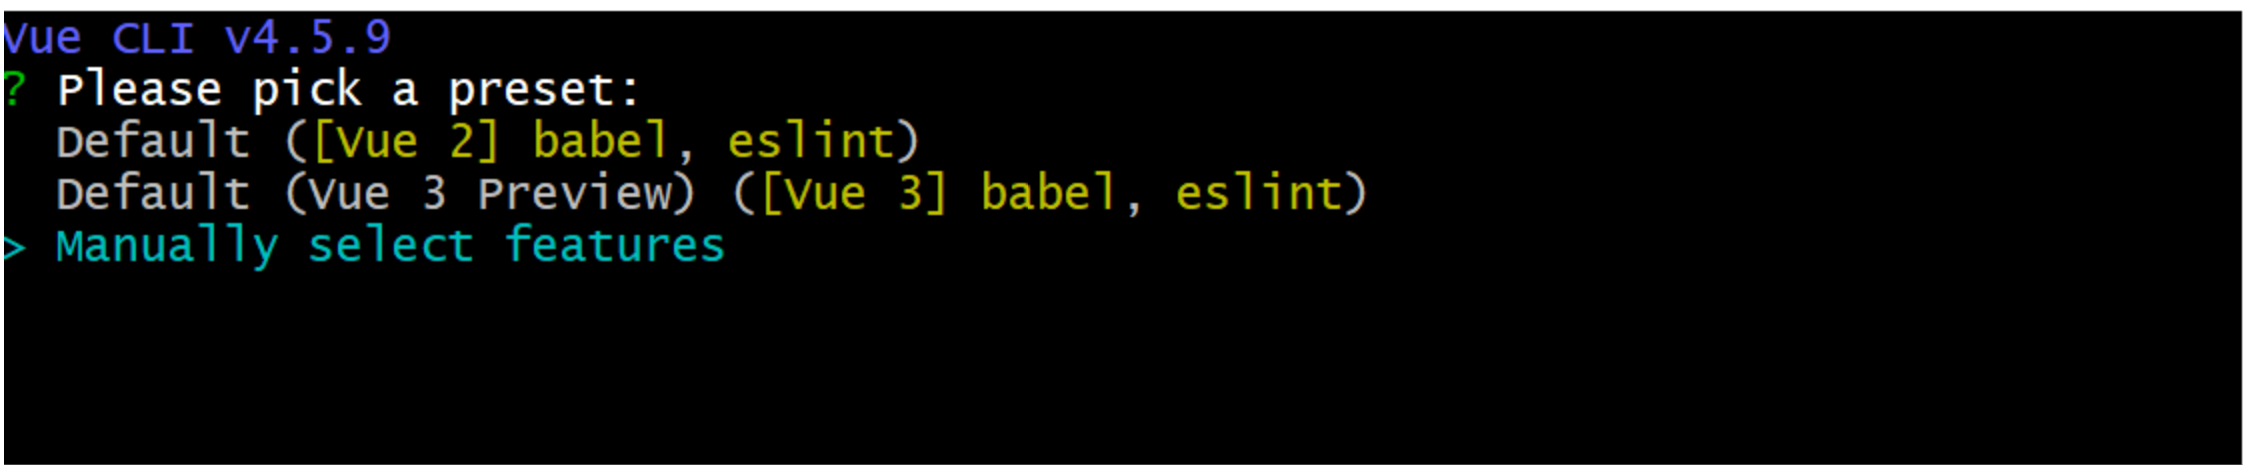 Vue CLI v4.5.9
? Please pick a preset:
Default ([Vue 2] babel, eslint)
Default (Vue 3 Preview) ([Vue 3] babel, eslint)
> Manually select features